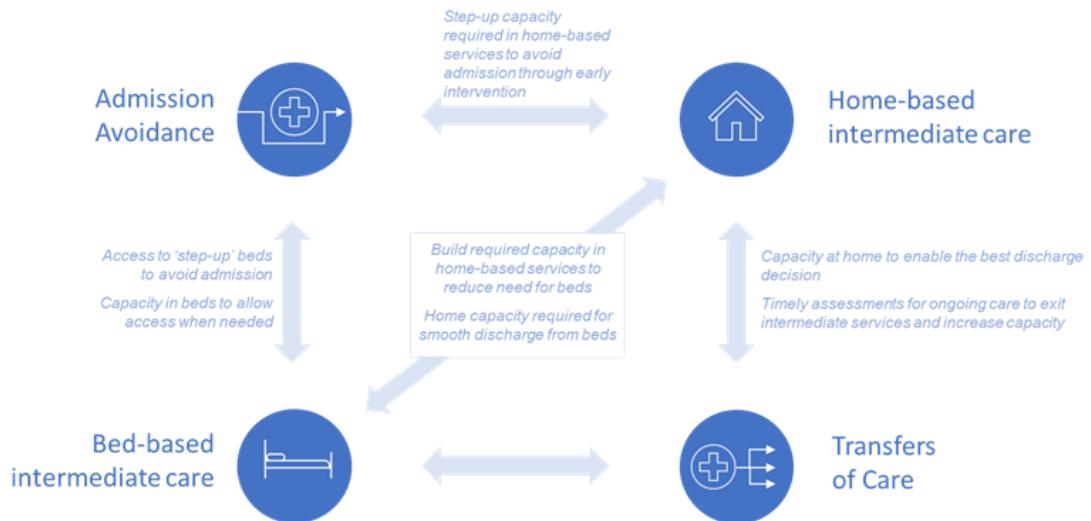 Step-up capacity
required in home-based
services to avoid
admission through early
intervention
Admission
Avoidance
Home-based
intermediate care
Access to ‘step-up’ beds
to avoid admission
Capacity in beds to allow
access when needed
Build required capacity in
home-based services to
reduce need for beds
Home capacity required for
smooth discharge from beds
Capacity at home to enable the best discharge
decision
Timely assessments for ongoing care to exit
intermediate services and increase capacity
Bed-based
intermediate care
Transfers
of Care